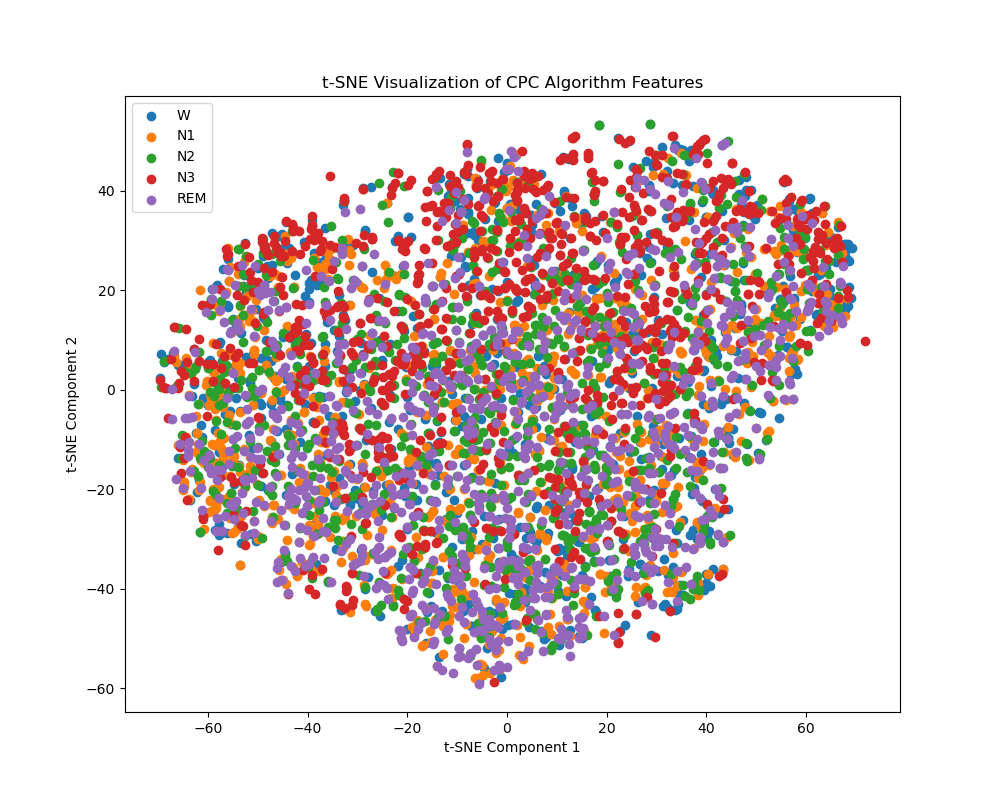 t-SNE Visualization of CPC Algorithm Features
W
N1
N2
N3
REM
40
20
0
−20
−40
−60
t-SNE Component 2
−60 −40 −20 0 20 40 60
t-SNE Component 1